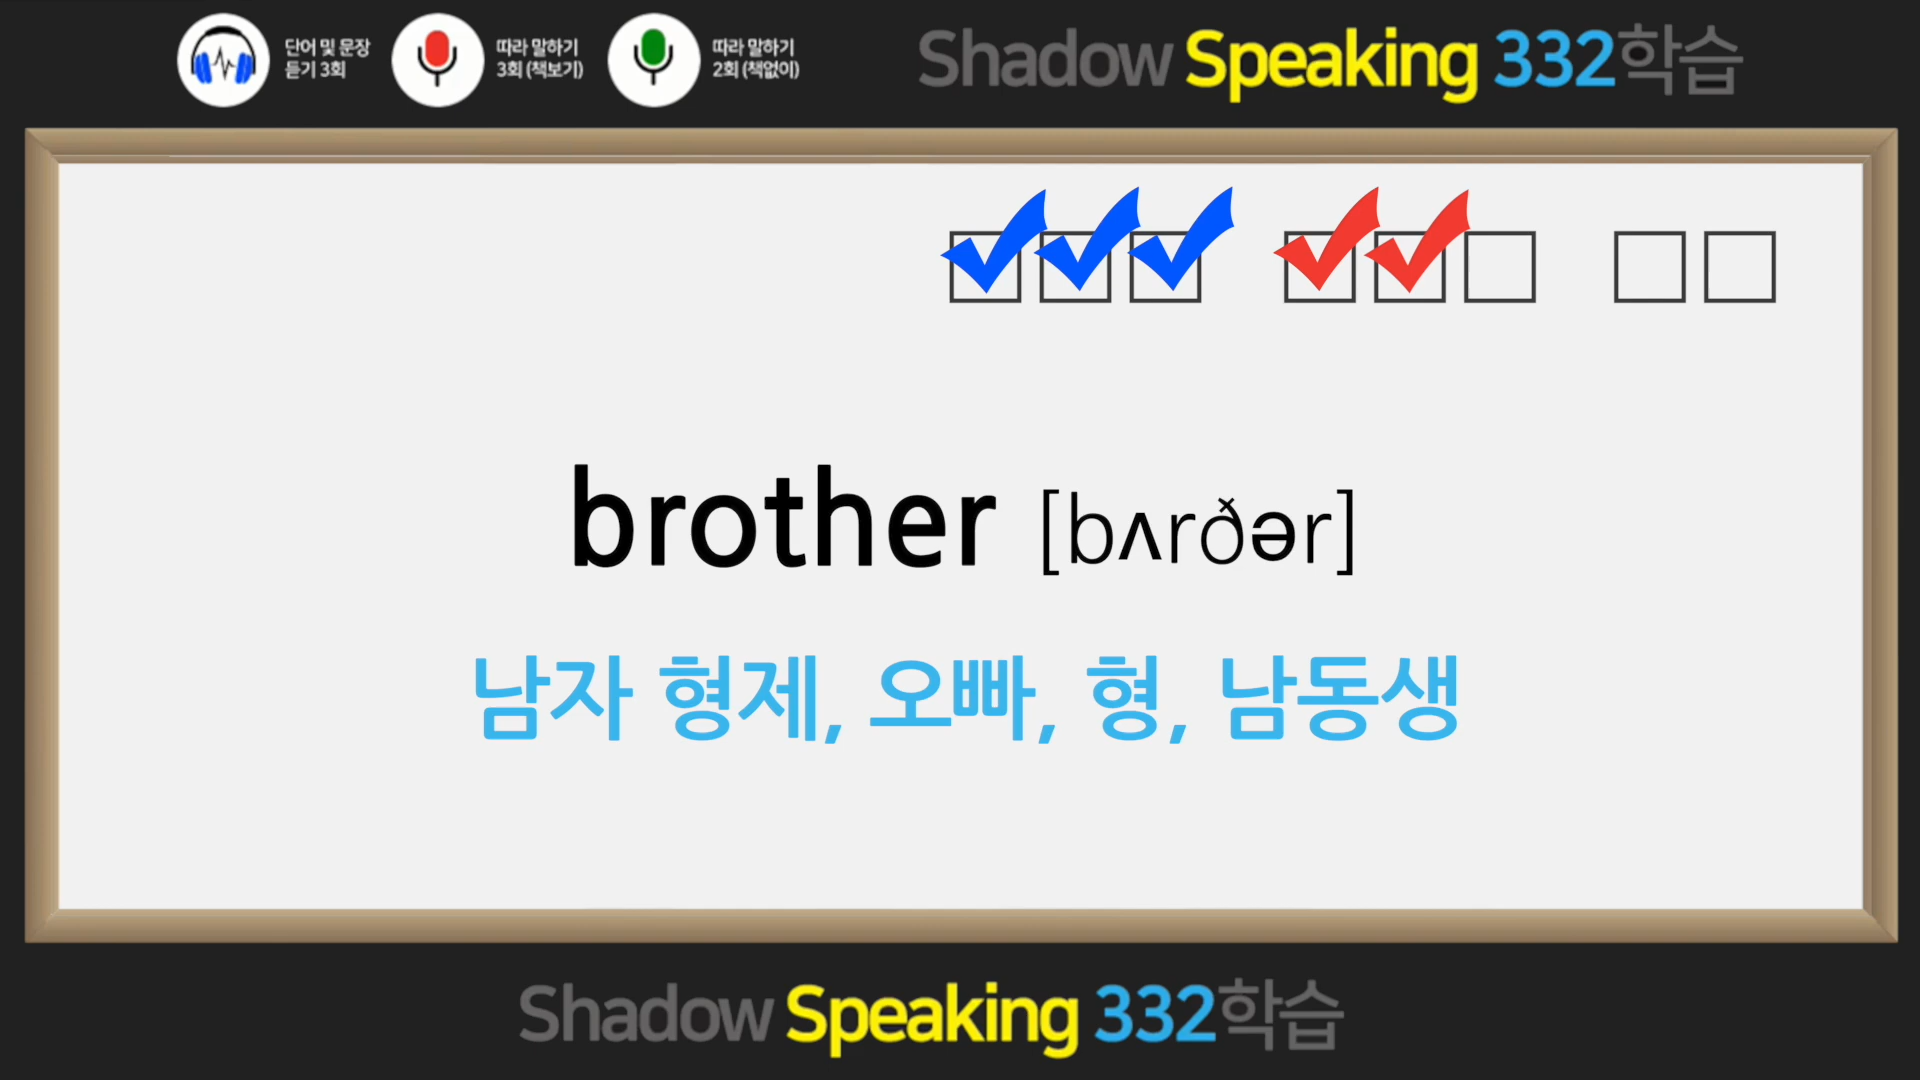 단어 및 문장
듣기 3회
따라 말하기
3회 (책보기)
따라 말하기
2회 (책없이)
Shadow Speaking 332학습
brother [bʌrðər]
남자 형제, 오빠, 형, 남동생
Shadow Speaking 332학습